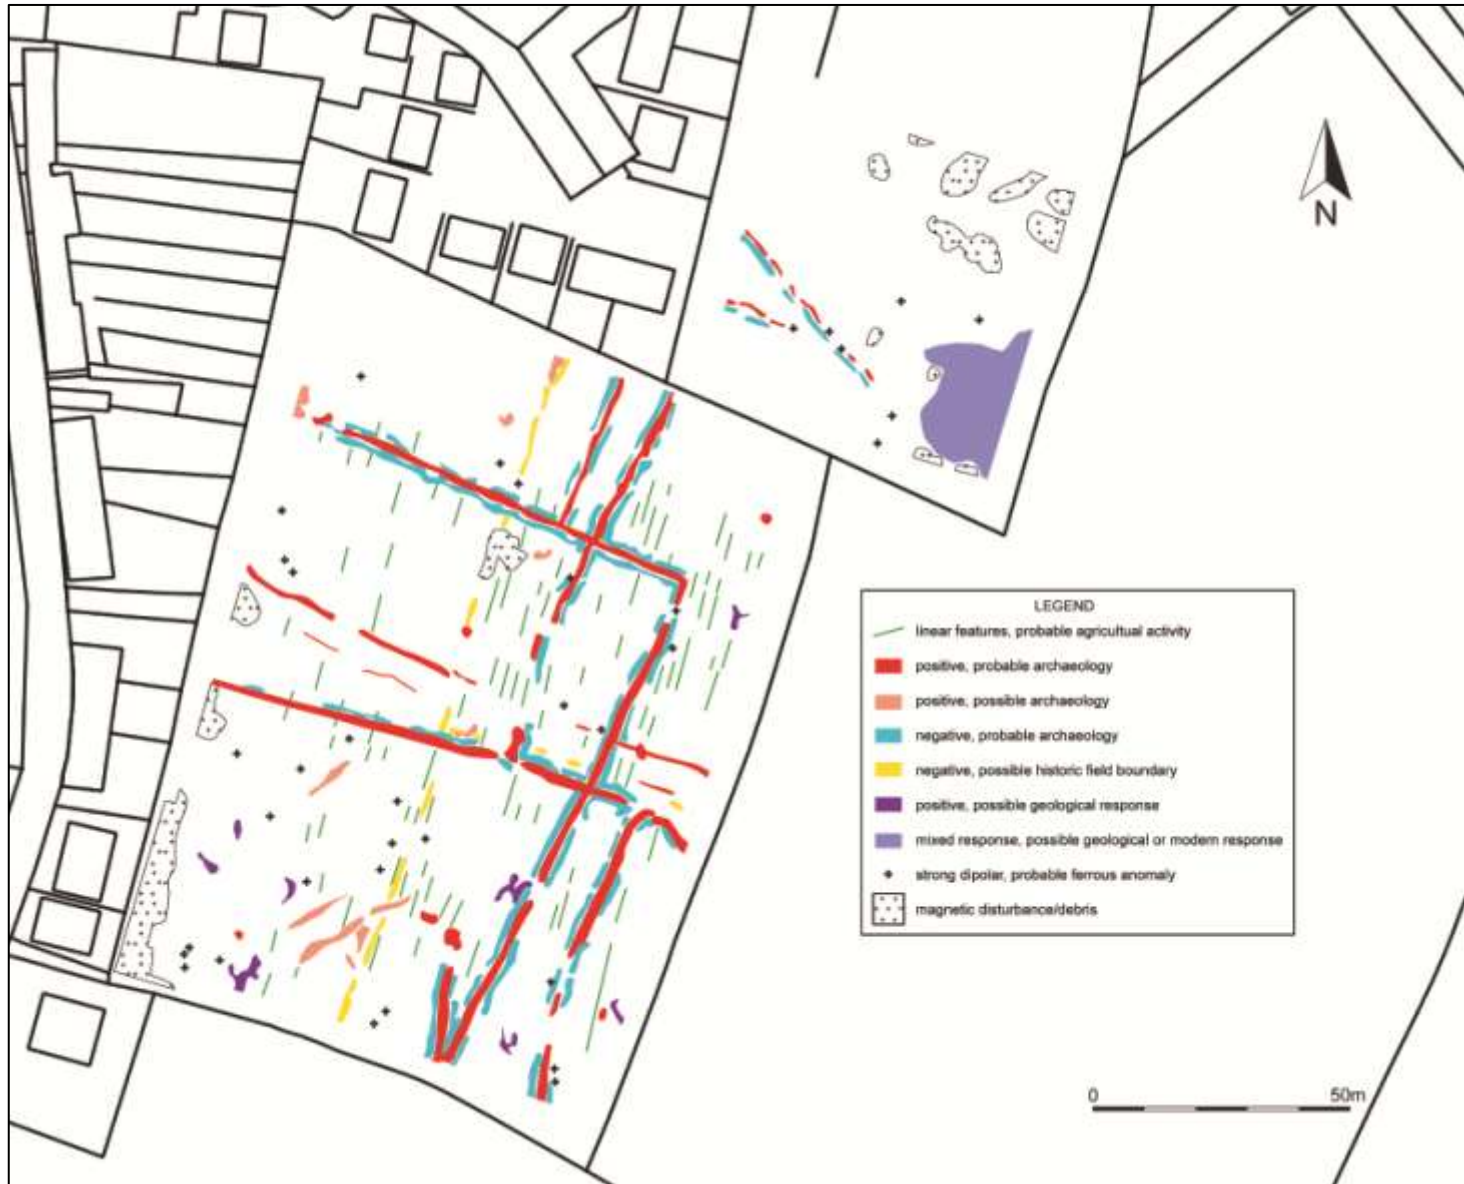 N
LEGEND
linear features, probable agricultual activity
positive, probable archaeology
positive, possible archaeology
negative, probable archaeology
negative, possible historic field boundary
positive, possible geological response
mixed response, possible geological or modern response
strong dipolar, probable ferrous anomaly
magnetic disturbance/debris
0 50m